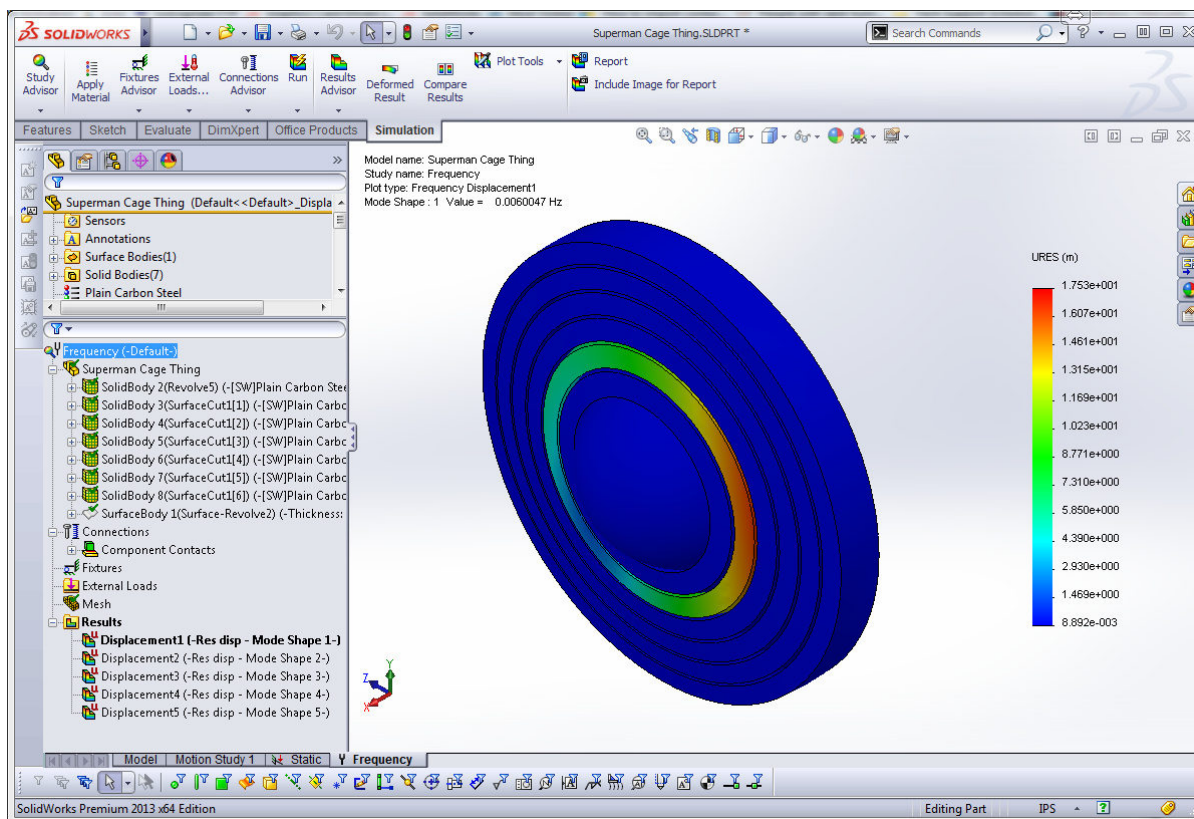 SOLIDWORKS
Superman Cage Thing.SLDPRT *
Search Commands
Study Advisor
Apply Material
Fixtures Advisor
External Loads...
Connections Advisor
Run
Results Advisor
Deformed Result
Compare Results
Plot Tools
Report
Include Image for Report
Features
Sketch
Evaluate
DimXpert
Office Products
Simulation
Model name: Superman Cage Thing
Study name: Frequency
Plot type: Frequency Displacement1
Mode Shape : 1 Value = 0.0060047 Hz
Superman Cage Thing (Default<<Default>_Displa
Sensors
Annotations
Surface Bodies(1)
Solid Bodies(7)
Plain Carbon Steel
Frequency (-Default-)
Superman Cage Thing
SolidBody 2(Revolve5) (-[SW]Plain Carbon Stee
SolidBody 3(SurfaceCut1[1]) (-[SW]Plain Carbc
SolidBody 4(SurfaceCut1[2]) (-[SW]Plain Carbc
SolidBody 5(SurfaceCut1[3]) (-[SW]Plain Carbc
SolidBody 6(SurfaceCut1[4]) (-[SW]Plain Carbc
SolidBody 7(SurfaceCut1[5]) (-[SW]Plain Carbc
SolidBody 8(SurfaceCut1[6]) (-[SW]Plain Carbc
SurfaceBody 1(Surface-Revolve2) (-Thickness:
Connections
Component Contacts
Fixtures
External Loads
Mesh
Results
Displacement1 (-Res disp - Mode Shape 1-)
Displacement2 (-Res disp - Mode Shape 2-)
Displacement3 (-Res disp - Mode Shape 3-)
Displacement4 (-Res disp - Mode Shape 4-)
Displacement5 (-Res disp - Mode Shape 5-)
URES (m)
1.753e+001
1.607e+001
1.461e+001
1.315e+001
1.169e+001
1.023e+001
8.771e+000
7.310e+000
5.850e+000
4.390e+000
2.930e+000
1.469e+000
8.892e-003
Y
Z
X
Model
Motion Study 1
Static
Frequency
SolidWorks Premium 2013 x64 Edition
Editing Part
IPS